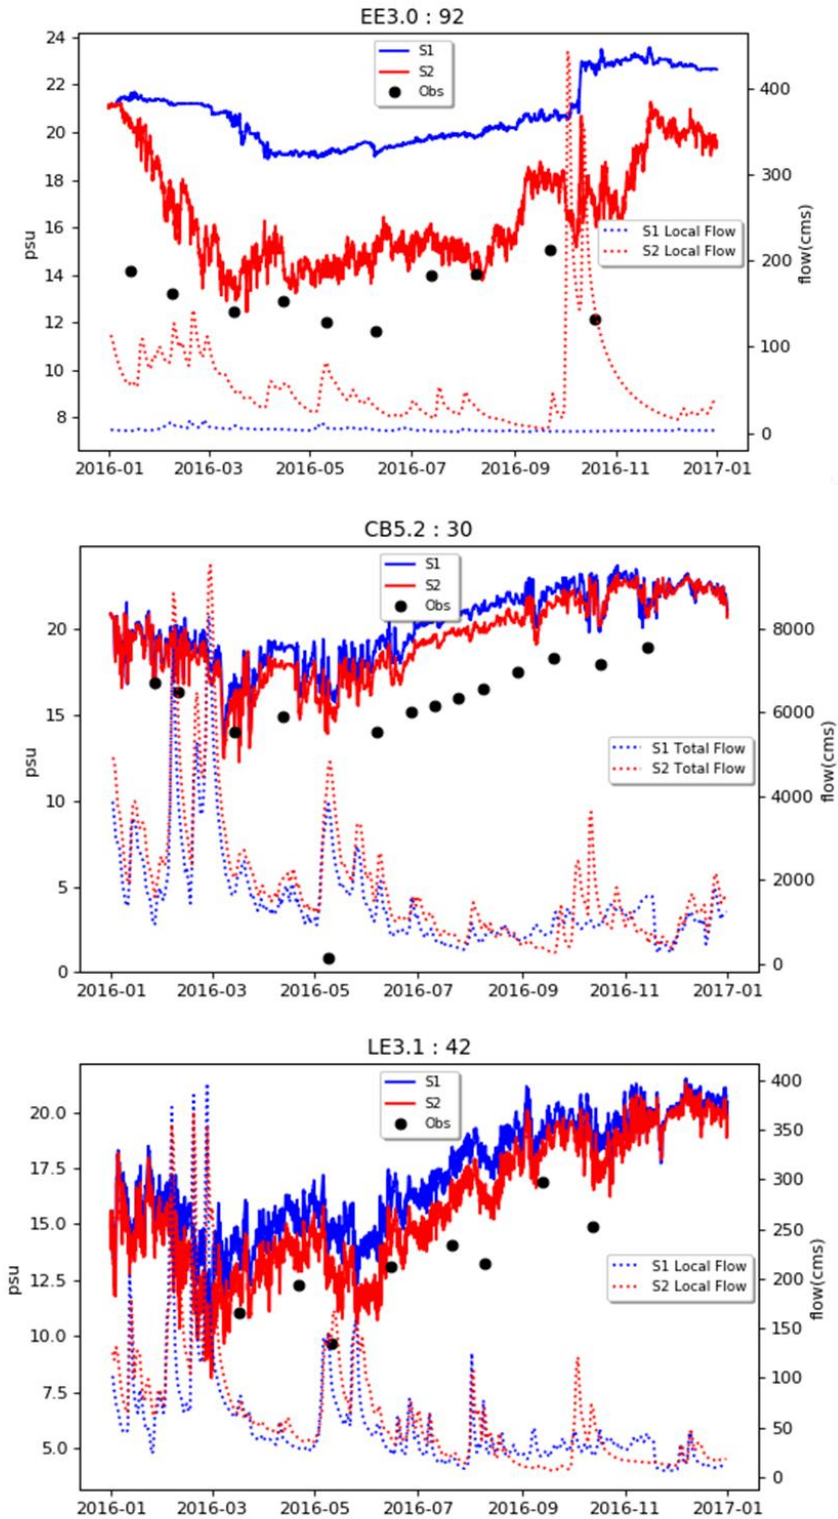 EE3.0 : 92
24
22
20
18
16
14
12
10
8
psu
S1
S2
Obs
S1 Local Flow
S2 Local Flow
400
300
200
100
0
flow(cms)
2016-01 2016-03 2016-05 2016-07 2016-09 2016-11 2017-01
CB5.2 : 30
20
15
10
5
0
psu
S1
S2
Obs
S1 Total Flow
S2 Total Flow
8000
6000
4000
2000
0
flow(cms)
2016-01 2016-03 2016-05 2016-07 2016-09 2016-11 2017-01
LE3.1 : 42
20.0
17.5
15.0
12.5
10.0
7.5
5.0
psu
S1
S2
Obs
S1 Local Flow
S2 Local Flow
400
350
300
250
200
150
100
50
0
flow(cms)
2016-01 2016-03 2016-05 2016-07 2016-09 2016-11 2017-01